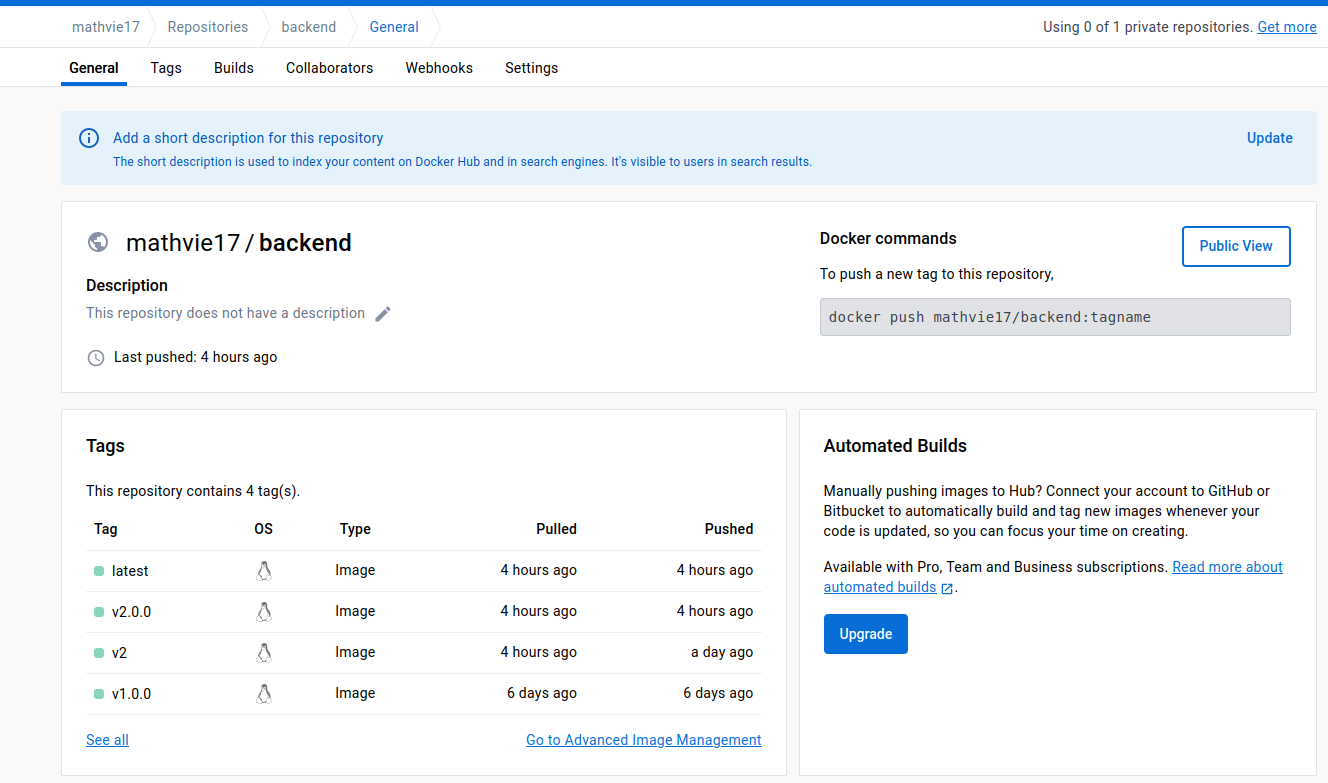 mathvie17 Repositories backend General Using 0 of 1 private repositories. Get more
General Tags Builds Collaborators Webhooks Settings
Add a short description for this repository Update
The short description is used to index your content on Docker Hub and in search engines. It's visible to users in search results.
mathvie17 / backend
Description
This repository does not have a description
Last pushed: 4 hours ago
Docker commands
Public View
To push a new tag to this repository,
docker push mathvie17/backend:tagname
Tags
This repository contains 4 tag(s).
Tag OS Type Pulled Pushed
latest Image 4 hours ago 4 hours ago
v2.0.0 Image 4 hours ago 4 hours ago
v2 Image 4 hours ago a day ago
v1.0.0 Image 6 days ago 6 days ago
See all Go to Advanced Image Management
Automated Builds
Manually pushing images to Hub? Connect your account to GitHub or
Bitbucket to automatically build and tag new images whenever your
code is updated, so you can focus your time on creating.
Available with Pro, Team and Business subscriptions. Read more about
automated builds .
Upgrade